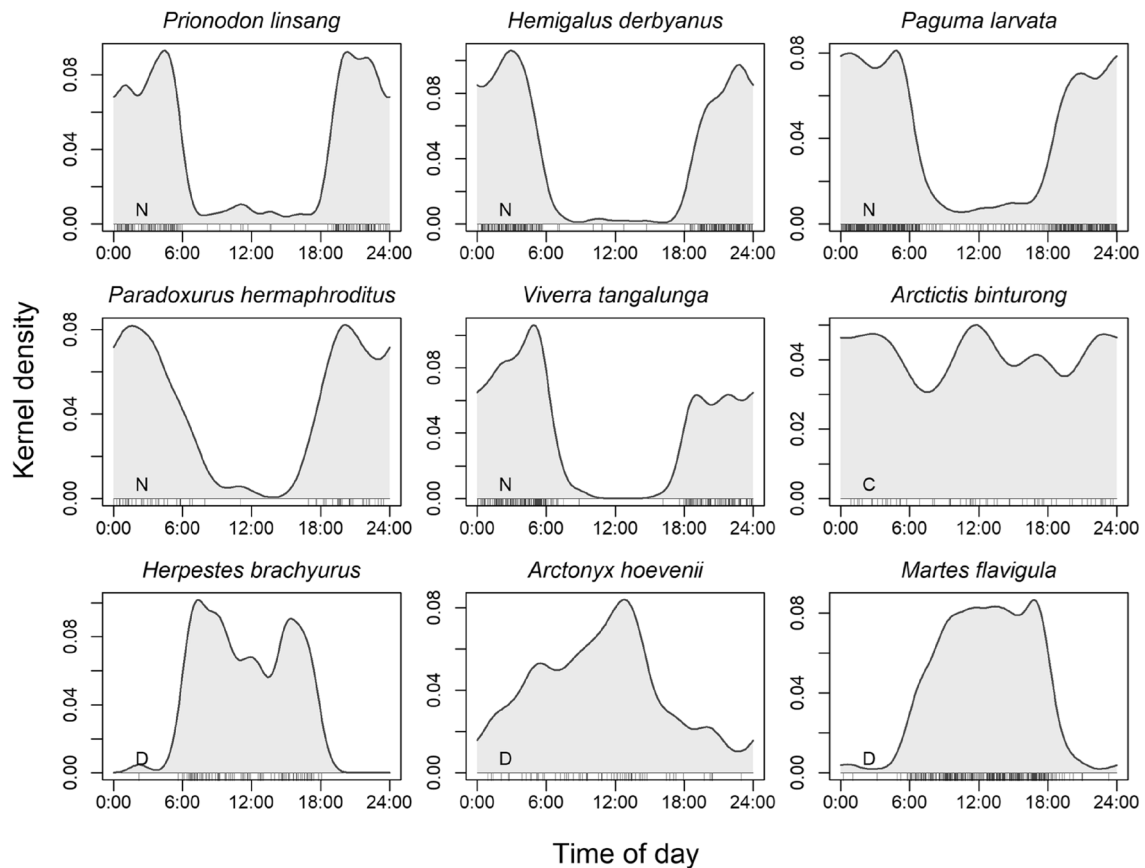 Prionodon linsang
Hemigalus derbyanus
Paguma larvata
0.08
0.04
0.00
N
0:00 6:00 12:00 18:00 24:00
0.08
0.04
0.00
N
0:00 6:00 12:00 18:00 24:00
0.08
0.04
0.00
N
0:00 6:00 12:00 18:00 24:00
Paradoxurus hermaphroditus
Viverra tangalunga
Arctictis binturong
0.08
0.04
0.00
N
0:00 6:00 12:00 18:00 24:00
0.08
0.04
0.00
N
0:00 6:00 12:00 18:00 24:00
0.04
0.02
0.00
C
0:00 6:00 12:00 18:00 24:00
Herpestes brachyurus
Arctonyx hoevenii
Martes flavigula
0.08
0.04
0.00
D
0:00 6:00 12:00 18:00 24:00
0.08
0.04
0.00
D
0:00 6:00 12:00 18:00 24:00
0.08
0.04
0.00
D
0:00 6:00 12:00 18:00 24:00
Kernel density
Time of day